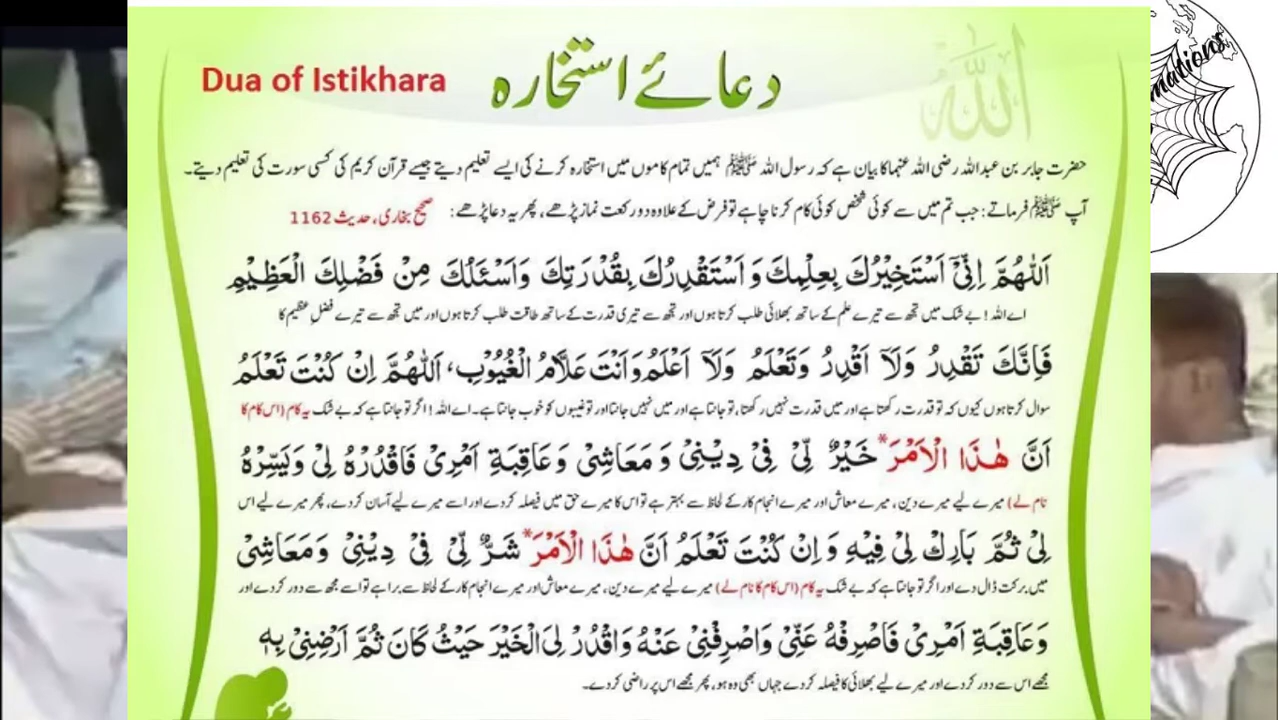 Dua of Istikhara
دعائے استخارہ
الله
mations
حضرت جابر بن عبداللہ رضی اللہ عنہما کا بیان ہے کہ رسول اللہ ﷺ ہمیں تمام کاموں میں استخارہ کرنے کی ایسے تعلیم دیتے جیسے قرآن کریم کی کسی سورت کی تعلیم دیتے۔
آپ ﷺ فرماتے: جب تم میں سے کوئی شخص کوئی کام کرنا چاہے تو فرض کے علاوہ دو رکعت نماز پڑھے، پھر یہ دعا پڑھے: صحیح بخاری، حدیث 1162
اَللّٰهُمَّ اِنِّیْٓ اَسْتَخِیْرُكَ بِعِلْمِكَ وَ اَسْتَقْدِرُكَ بِقُدْرَتِكَ وَاَسْئَلُكَ مِنْ فَضْلِكَ الْعَظِیْمِ
اے اللہ! بے شک میں تجھ سے تیرے علم کے ساتھ بھلائی طلب کرتا ہوں اور تجھ سے تیری قدرت کے ساتھ طاقت طلب کرتا ہوں اور میں تجھ سے تیرے فضلِ عظیم کا
فَاِنَّكَ تَقْدِرُ وَلَآ اَقْدِرُ وَتَعْلَمُ وَلَآ اَعْلَمُ وَاَنْتَ عَلَّامُ الْغُیُوْبِ، اَللّٰهُمَّ اِنْ كُنْتَ تَعْلَمُ
سوال کرتا ہوں کیوں کہ تو قدرت رکھتا ہے اور میں قدرت نہیں رکھتا، تو جانتا ہے اور میں نہیں جانتا اور تو غیبوں کو خوب جانتا ہے۔ اے اللہ! اگر تو جانتا ہے کہ بے شک یہ کام (اس کام کا
اَنَّ هٰذَا الْاَمْرَ* خَیْرٌ لِّیْ فِیْ دِیْنِیْ وَ مَعَاشِیْ وَ عَاقِبَةِ اَمْرِیْ فَاقْدُرْهُ لِیْ وَیَسِّرْهُ
نام لے) میرے لیے میرے دین، میرے معاش اور میرے انجام کار کے لحاظ سے بہتر ہے تو اس کا میرے حق میں فیصلہ کر دے اور اسے میرے لیے آسان کر دے، پھر میرے لیے اس
لِیْ ثُمَّ بَارِكْ لِیْ فِیْهِ وَ اِنْ كُنْتَ تَعْلَمُ اَنَّ هٰذَا الْاَمْرَ* شَرٌّ لِّیْ فِیْ دِیْنِیْ وَمَعَاشِیْ
میں برکت ڈال دے اور اگر تو جانتا ہے کہ بے شک یہ کام (اس کام کا نام لے) میرے لیے میرے دین، میرے معاش اور میرے انجام کار کے لحاظ سے برا ہے تو اسے مجھ سے دور کر دے اور
وَعَاقِبَةِ اَمْرِیْ فَاصْرِفْهُ عَنِّیْ وَاصْرِفْنِیْ عَنْهُ وَاقْدُرْ لِیَ الْخَیْرَ حَیْثُ كَانَ ثُمَّ اَرْضِنِیْ بِهٖ
مجھے اس سے دور کر دے اور میرے لیے بھلائی کا فیصلہ کر دے جہاں بھی وہ ہو، پھر مجھے اس پر راضی کر دے۔